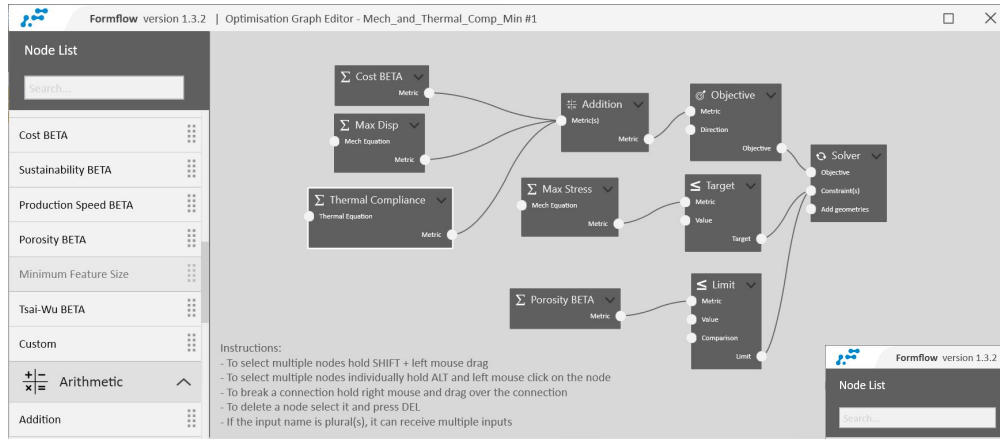 Formflow version 1.3.2 | Optimisation Graph Editor - Mech_and_Thermal_Comp_Min #1
Node List
Search...
Cost BETA
Sustainability BETA
Production Speed BETA
Porosity BETA
Minimum Feature Size
Tsai-Wu BETA
Custom
Arithmetic
Addition
Σ Cost BETA
Metric
Σ Max Disp
Mech Equation
Metric
Σ Thermal Compliance
Thermal Equation
Metric
Addition
Metric(s)
Metric
Objective
Metric
Direction
Objective
Σ Max Stress
Mech Equation
Metric
≤ Target
Metric
Value
Target
Solver
Objective
Constraint(s)
Add geometries
Σ Porosity BETA
Metric
≤ Limit
Metric
Value
Comparison
Limit
Instructions:
- To select multiple nodes hold SHIFT + left mouse drag
- To select multiple nodes individually hold ALT and left mouse click on the node
- To break a connection hold right mouse and drag over the connection
- To delete a node select it and press DEL
- If the input name is plural(s), it can receive multiple inputs
Formflow version 1.3.2
Node List
Search...